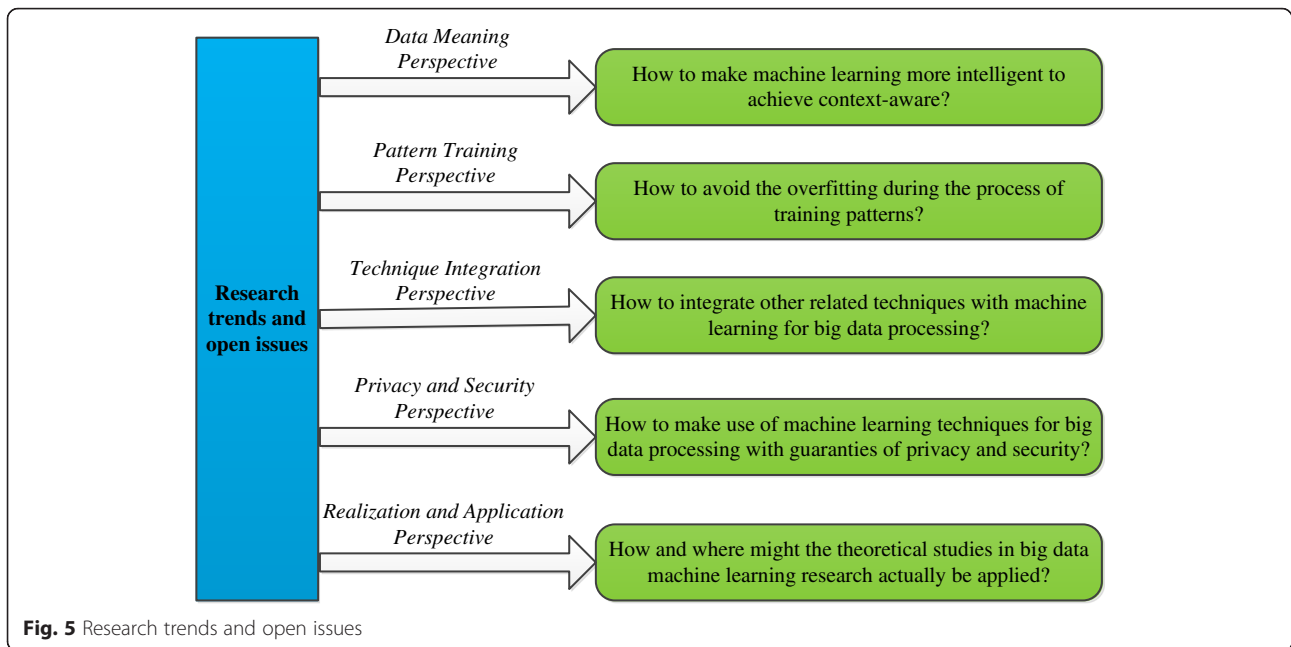 Data Meaning
Perspective
How to make machine learning more intelligent to
achieve context-aware?
Pattern Training
Perspective
How to avoid the overfitting during the process of
training patterns?
Research
trends and
open issues
Technique Integration
Perspective
How to integrate other related techniques with machine
learning for big data processing?
Privacy and Security
Perspective
How to make use of machine learning techniques for big
data processing with guaranties of privacy and security?
Realization and Application
Perspective
How and where might the theoretical studies in big data
machine learning research actually be applied?
Fig. 5 Research trends and open issues